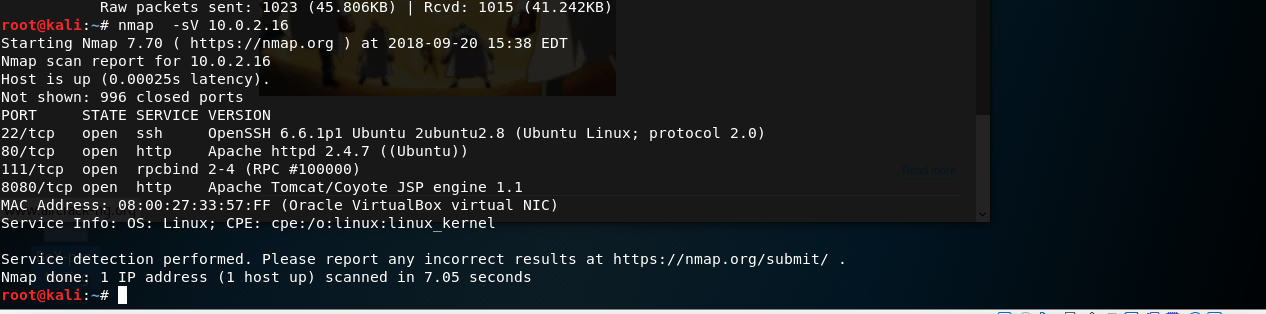 Raw packets sent: 1023 (45.806KB) | Rcvd: 1015 (41.242KB)
root@kali:~# nmap  -sV 10.0.2.16
Starting Nmap 7.70 ( https://nmap.org ) at 2018-09-20 15:38 EDT
Nmap scan report for 10.0.2.16
Host is up (0.00025s latency).
Not shown: 996 closed ports
PORT     STATE SERVICE VERSION
22/tcp   open  ssh     OpenSSH 6.6.1p1 Ubuntu 2ubuntu2.8 (Ubuntu Linux; protocol 2.0)
80/tcp   open  http    Apache httpd 2.4.7 ((Ubuntu))
111/tcp  open  rpcbind 2-4 (RPC #100000)
Read more
8080/tcp open  http    Apache Tomcat/Coyote JSP engine 1.1
MAC Address: 08:00:27:33:57:FF (Oracle VirtualBox virtual NIC)
Service Info: OS: Linux; CPE: cpe:/o:linux:linux_kernel
Service detection performed. Please report any incorrect results at https://nmap.org/submit/ .
Nmap done: 1 IP address (1 host up) scanned in 7.05 seconds
root@kali:~#